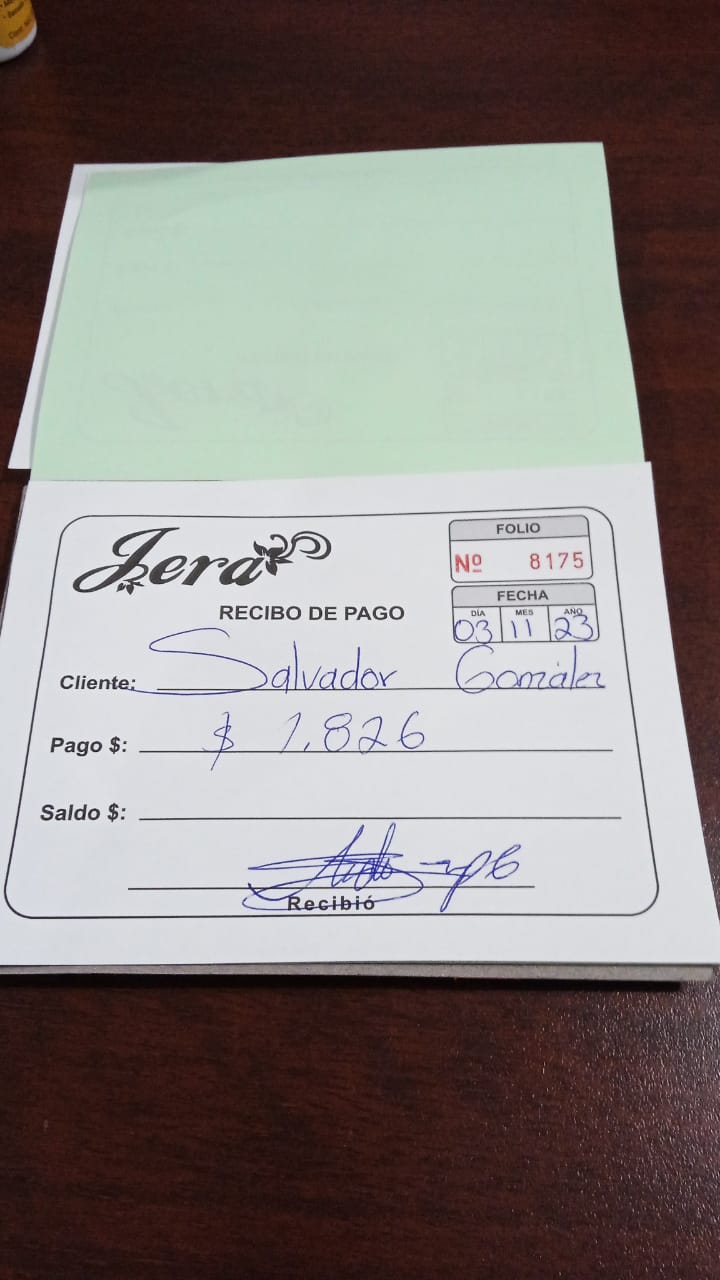 Jera
FOLIO
Nº 8175
FECHA
DÍA MES AÑO
03 11 23
RECIBO DE PAGO
Cliente: Salvador González
Pago $: $ 1,826
Saldo $:
Recibió